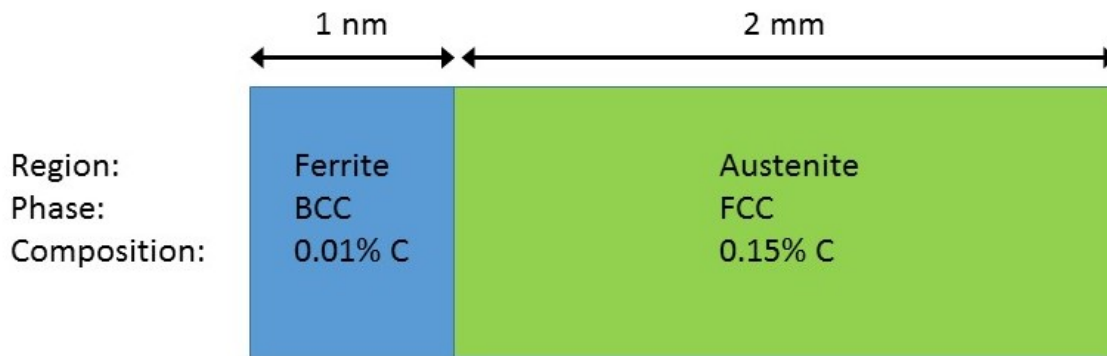 1 nm 2 mm
Region: Ferrite Austenite
Phase: BCC FCC
Composition: 0.01% C 0.15% C